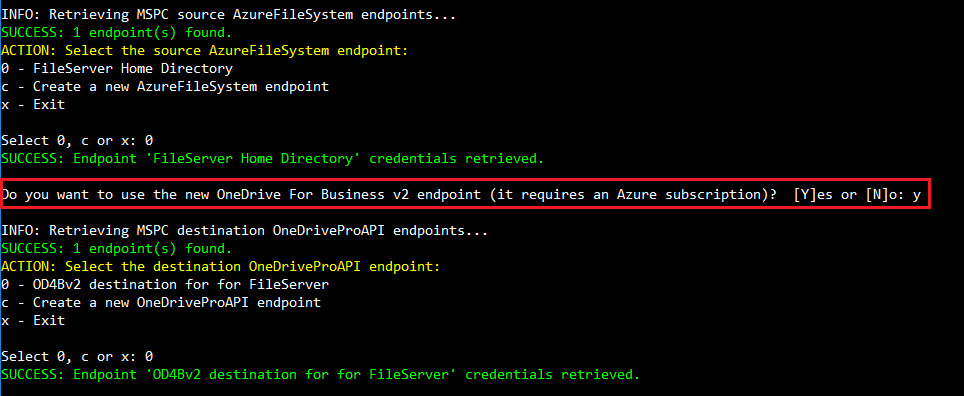 INFO: Retrieving MSPC source AzureFileSystem endpoints...
SUCCESS: 1 endpoint(s) found.
ACTION: Select the source AzureFileSystem endpoint:
0 - FileServer Home Directory
c - Create a new AzureFileSystem endpoint
x - Exit
Select 0, c or x: 0
SUCCESS: Endpoint 'FileServer Home Directory' credentials retrieved.
Do you want to use the new OneDrive For Business v2 endpoint (it requires an Azure subscription)?  [Y]es or [N]o: y
INFO: Retrieving MSPC destination OneDriveProAPI endpoints...
SUCCESS: 1 endpoint(s) found.
ACTION: Select the destination OneDriveProAPI endpoint:
0 - OD4Bv2 destination for for FileServer
c - Create a new OneDriveProAPI endpoint
x - Exit
Select 0, c or x: 0
SUCCESS: Endpoint 'OD4Bv2 destination for for FileServer' credentials retrieved.